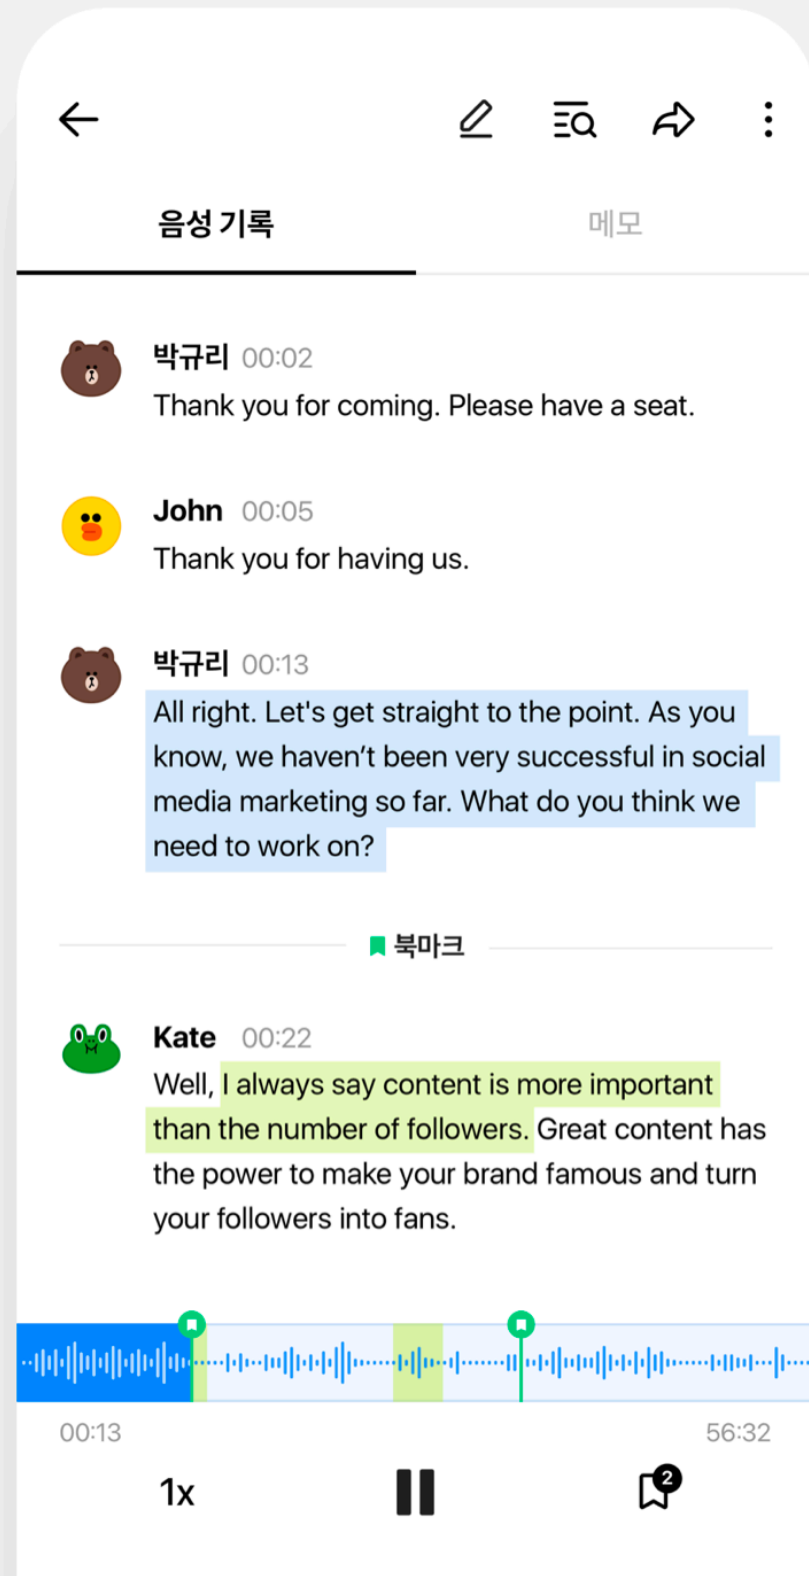 음성 기록
메모
박규리 00:02
Thank you for coming. Please have a seat.
John 00:05
Thank you for having us.
박규리 00:13
All right. Let's get straight to the point. As you
know, we haven’t been very successful in social
media marketing so far. What do you think we
need to work on?
북마크
Kate 00:22
Well, I always say content is more important
than the number of followers. Great content has
the power to make your brand famous and turn
your followers into fans.
00:13
56:32
1x
2